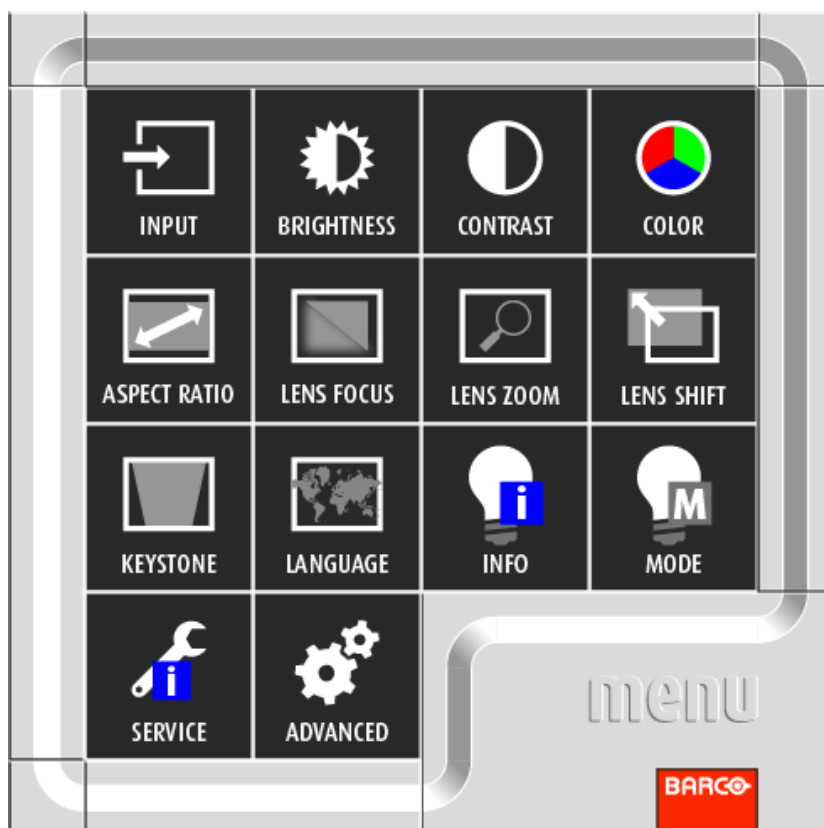 INPUT BRIGHTNESS CONTRAST COLOR
ASPECT RATIO LENS FOCUS LENS ZOOM LENS SHIFT
KEYSTONE LANGUAGE i INFO M MODE
i SERVICE ADVANCED
menu
BARCO